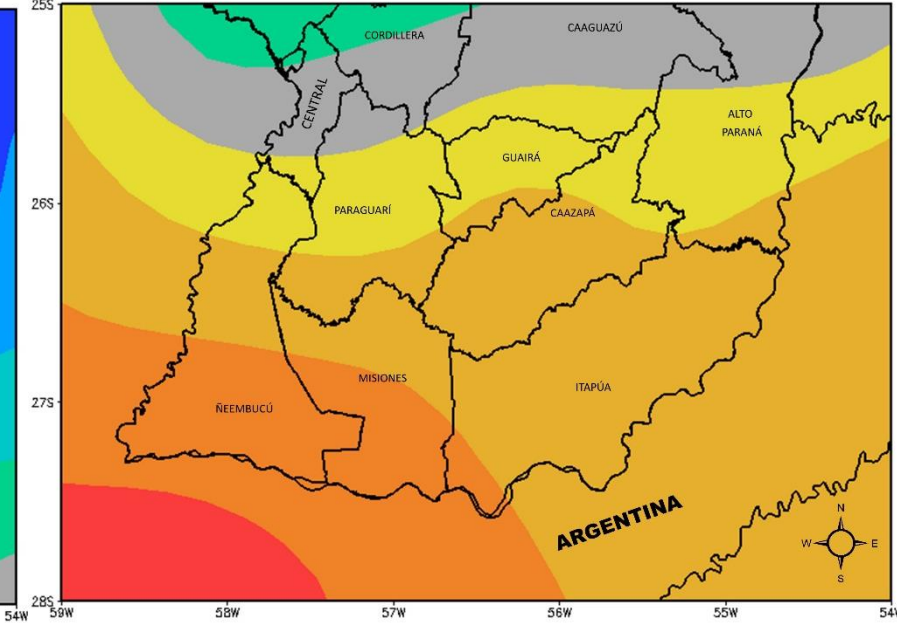 25S
CORDILLERA
CAAGUAZÚ
CENTRAL
ALTO
PARANÁ
GUAIRÁ
26S
PARAGUARÍ
CAAZAPÁ
MISIONES
ITAPÚA
27S
ÑEEMBUCÚ
ARGENTINA
N
W
E
S
28S
54W
59W
58W
57W
56W
55W